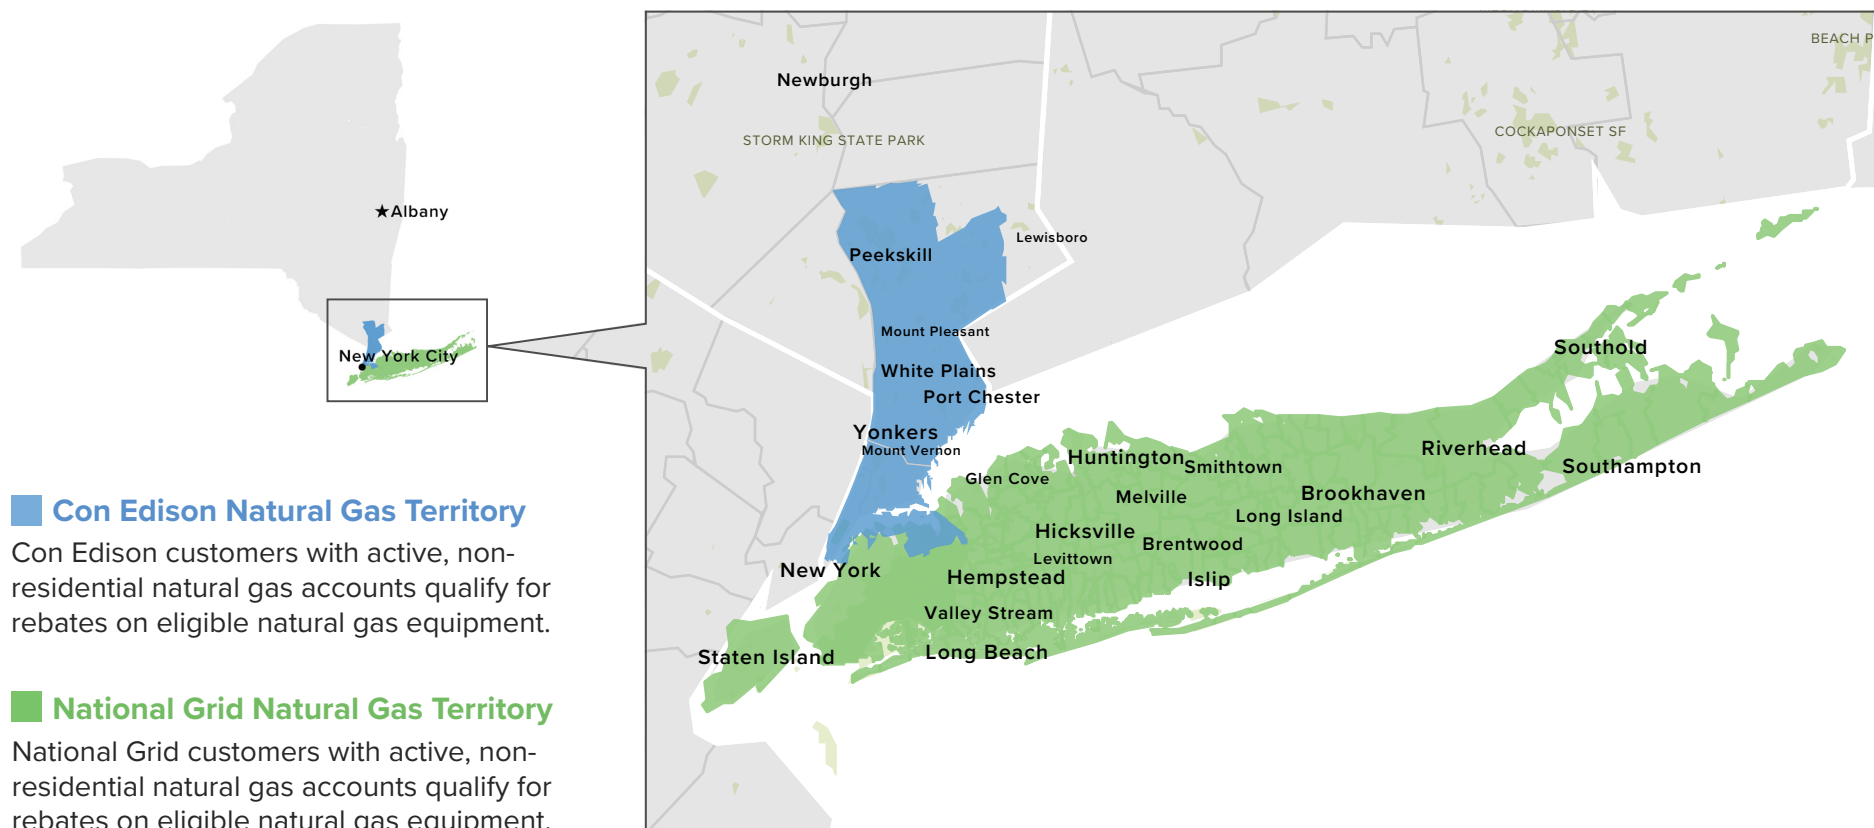 ★Albany
New York City
Con Edison Natural Gas Territory
Con Edison customers with active, non-
residential natural gas accounts qualify for
rebates on eligible natural gas equipment.
National Grid Natural Gas Territory
National Grid customers with active, non-
residential natural gas accounts qualify for
rebates on eligible natural gas equipment.
BEACH P
Newburgh
COCKAPONSET SF
STORM KING STATE PARK
Lewisboro
Peekskill
Mount Pleasant
Southold
White Plains
Port Chester
Yonkers
Mount Vernon
Riverhead
Huntington
Smithtown
Southampton
Glen Cove
Melville
Brookhaven
Long Island
Hicksville
Brentwood
Levittown
New York
Hempstead
Islip
Valley Stream
Long Beach
Staten Island